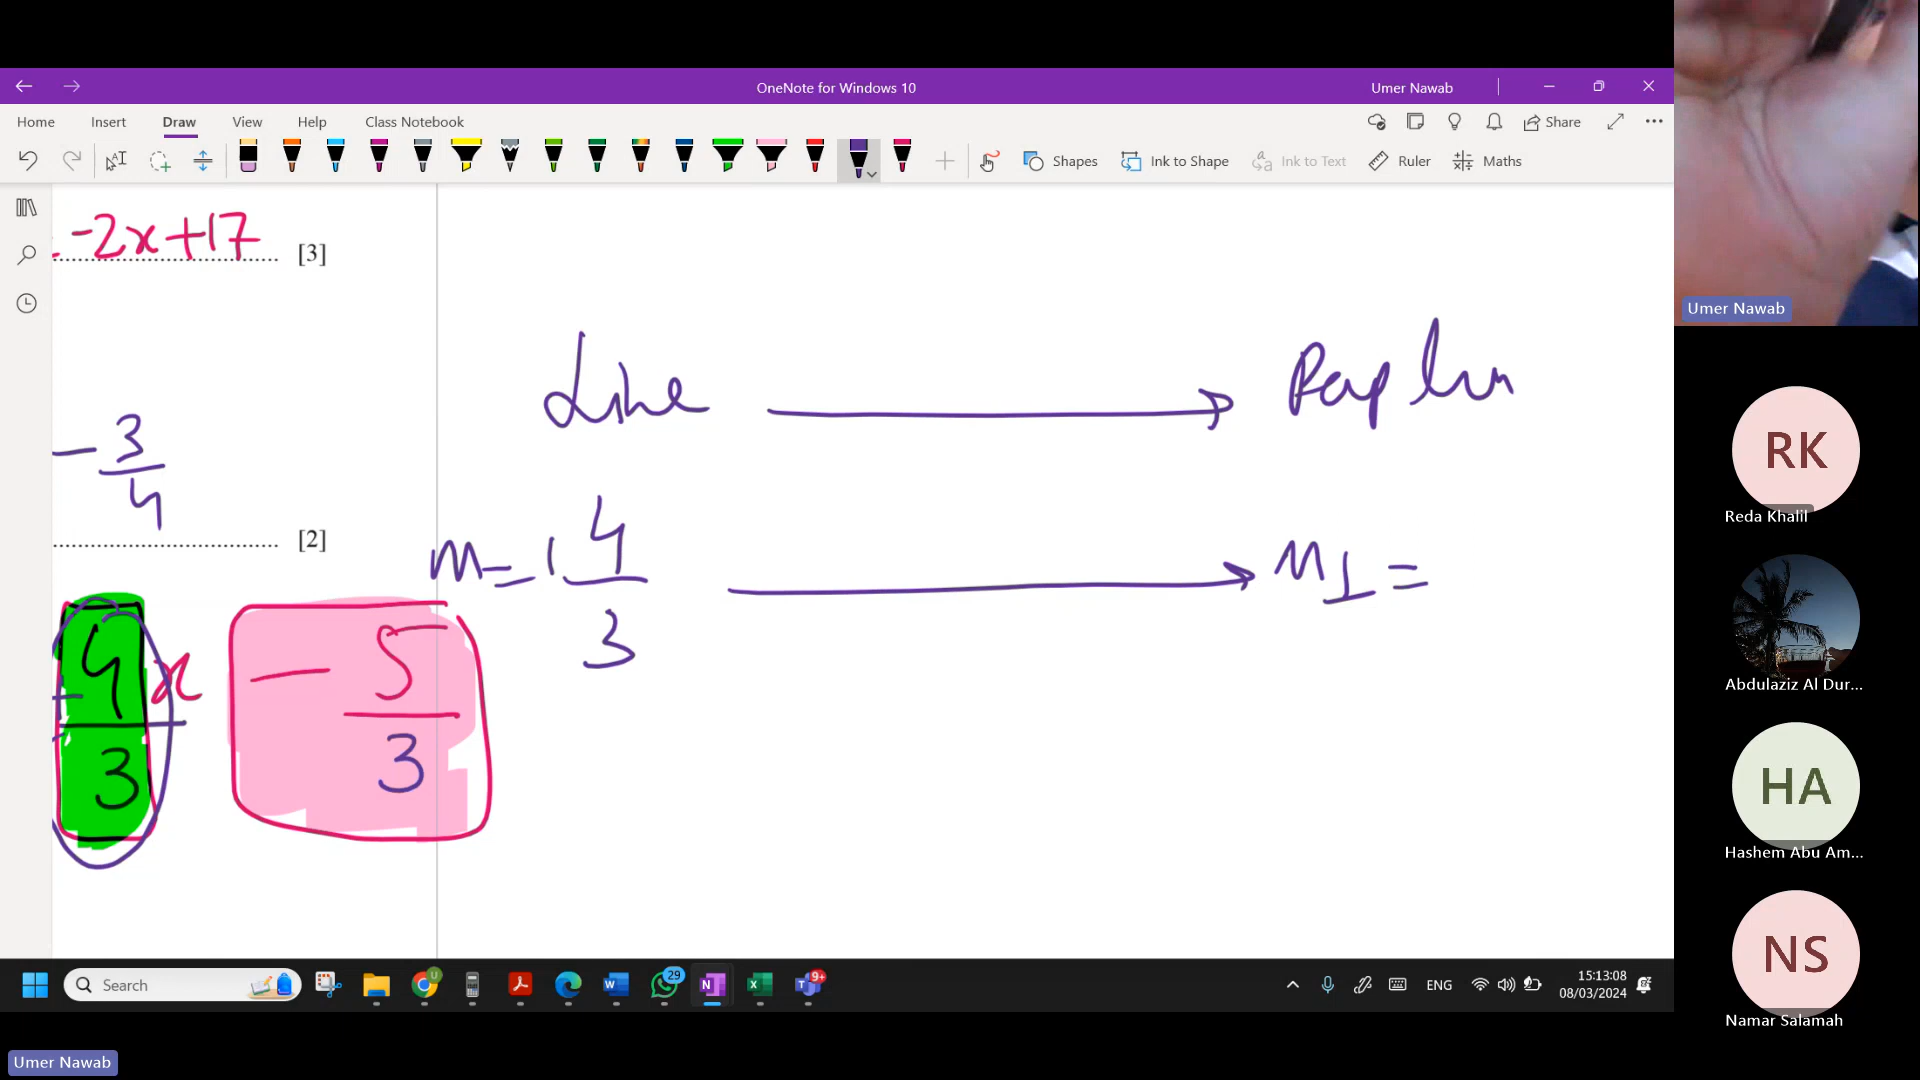 OneNote for Windows 10
Umer Nawab
Home Insert Draw View Help Class Notebook
Share
Shapes Ink to Shape Ink to Text Ruler Maths
-2x+17
[3]
Line
-3/4
[2]
m= 4/3
m⊥ =
4/3 x - 5/3
Umer Nawab
RK
Reda Khalil
Abdulaziz Al Dur...
HA
Hashem Abu Am...
NS
Namar Salamah
Search
29
9+
ENG
15:13:08
08/03/2024
Umer Nawab